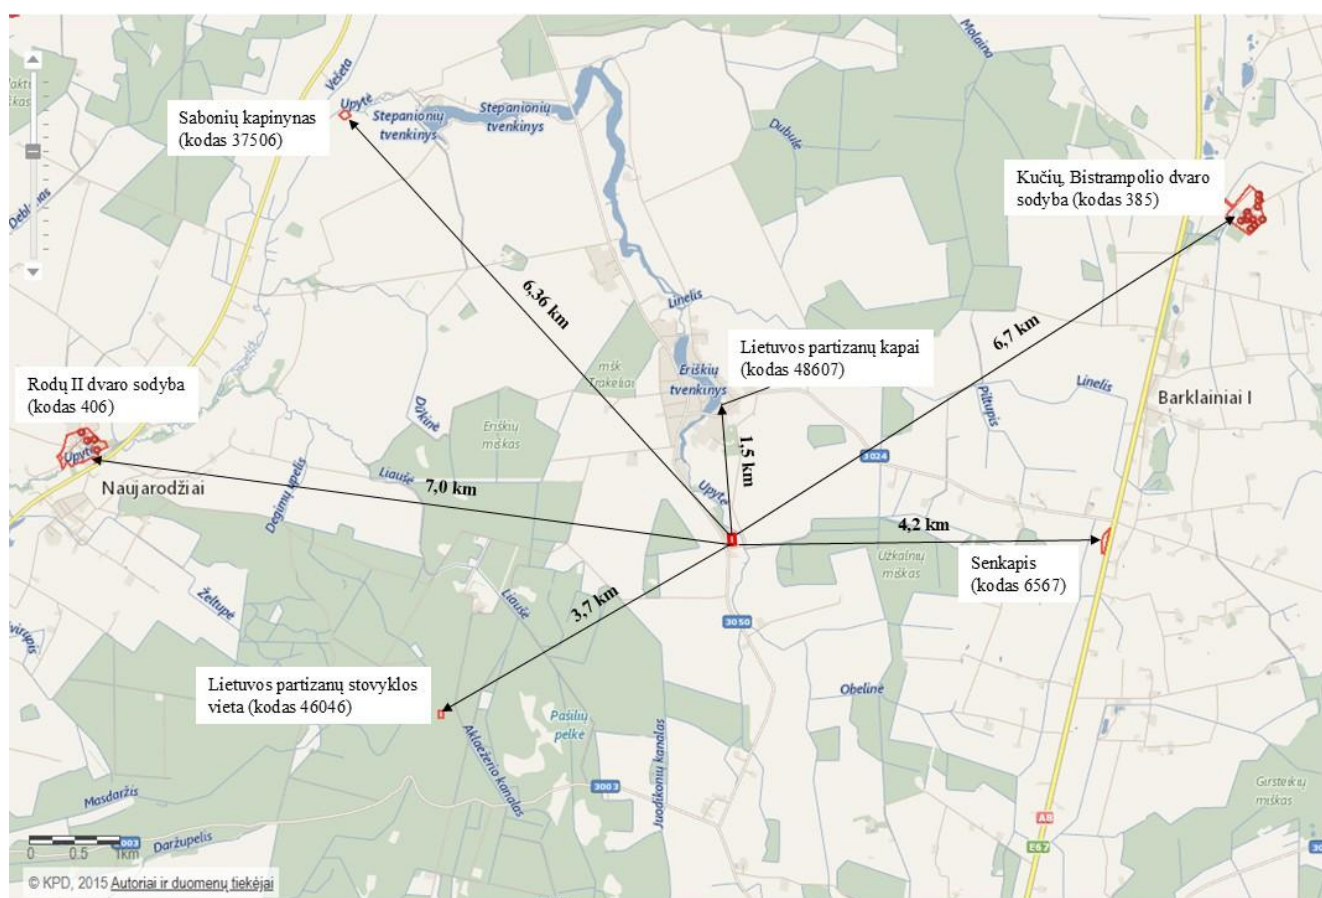 Molaina
Vešeta
Upytė
Sabonių kapinynas
(kodas 37506)
Stepanionių
tvenkinys
Stepanionių
tvenkinys
Dubulė
Kučių, Bistrampolio dvaro
sodyba (kodas 385)
6,36 km
Linelis
6,7 km
Lietuvos partizanų kapai
(kodas 48607)
mšk
Trakeliai
Eriškių
tvenkinys
Rodų II dvaro sodyba
(kodas 406)
Linelis
Piltupis
Barklainiai I
Dūkinė
Eriškių
miškas
1,5 km
3024
Upytė
Naujarodžiai
Liaušė
7,0 km
Degimų upelis
Upytė
4,2 km
Užkalnių
miškas
Senkapis
(kodas 6567)
Želtupė
Liaušė
3,7 km
3050
Lietuvos partizanų stovyklos
vieta (kodas 46046)
Obelinė
Pašilių
pelkė
Aklaežerio kanalas
Juodikonių kanalas
3003
Masdaržis
Girsteikių
miškas
Daržupelis
A8
E67
0 0.5 1km
© KPD, 2015 Autoriai ir duomenų tiekėjai